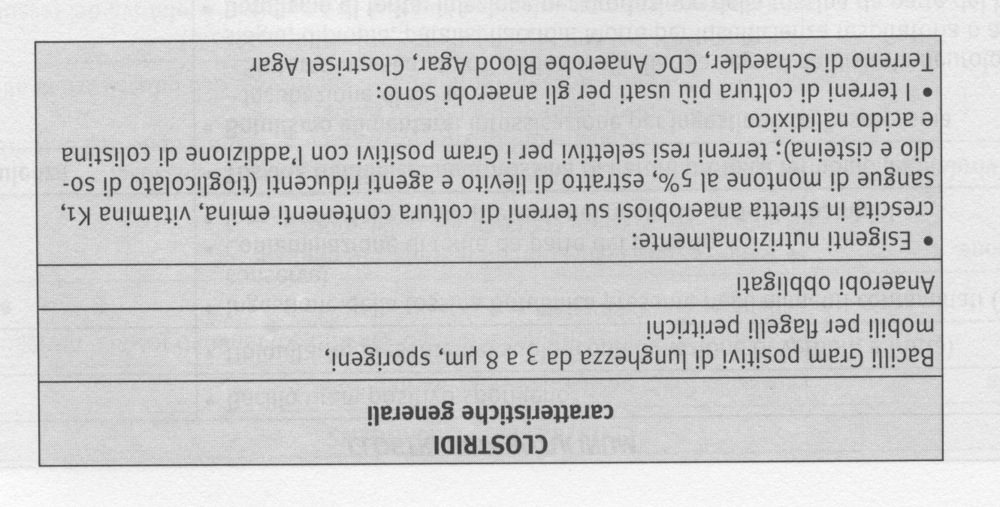 CLOSTRIDI
caratteristiche generali
Bacilli Gram positivi di lunghezza da 3 a 8 µm, sporigeni,
mobili per flagelli peritrichi
Anaerobi obbligati
• Esigenti nutrizionalmente:
crescita in stretta anaerobiosi su terreni di coltura contenenti emina, vitamina K1,
sangue di montone al 5%, estratto di lievito e agenti riducenti (tioglicolato di so-
dio e cisteina); terreni resi selettivi per i Gram positivi con l'addizione di colistina
e acido nalidixico
• I terreni di coltura più usati per gli anaerobi sono:
Terreno di Schaedler, CDC Anaerobe Blood Agar, Clostrisel Agar